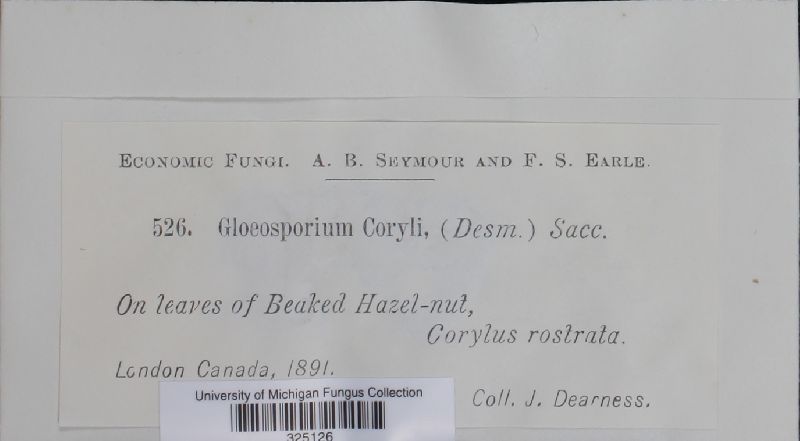 ECONOMIC FUNGI. A. B. SEYMOUR AND F. S. EARLE.
526. Gloeosporium Coryli, (Desm.) Sacc.
On leaves of Beaked Hazel-nut,
Corylus rostrata.
London Canada, 1891.
Coll. J. Dearness.
University of Michigan Fungus Collection
325126